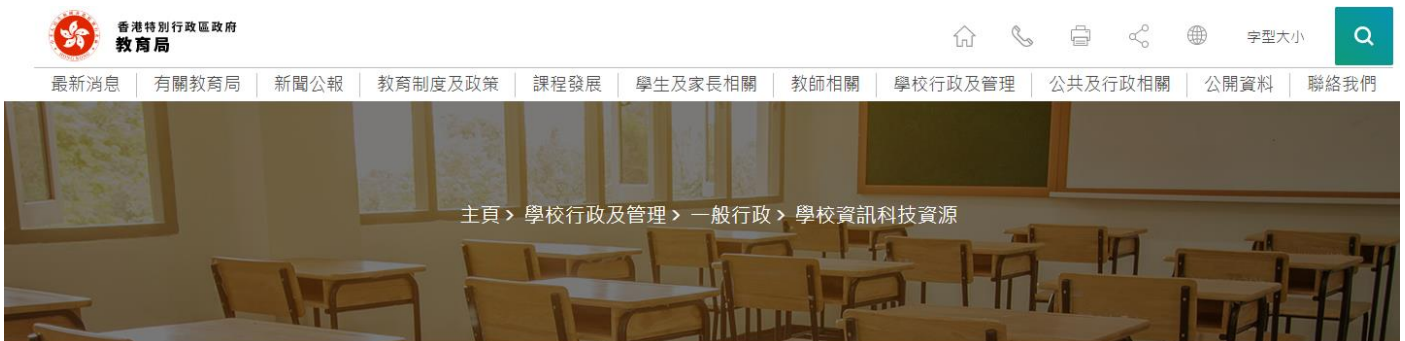 香港特別行政區政府
教育局
字型大小
最新消息 有關教育局 新聞公報 教育制度及政策 課程發展 學生及家長相關 教師相關 學校行政及管理 公共及行政相關 公開資料 聯絡我們
主頁 > 學校行政及管理 > 一般行政 > 學校資訊科技資源